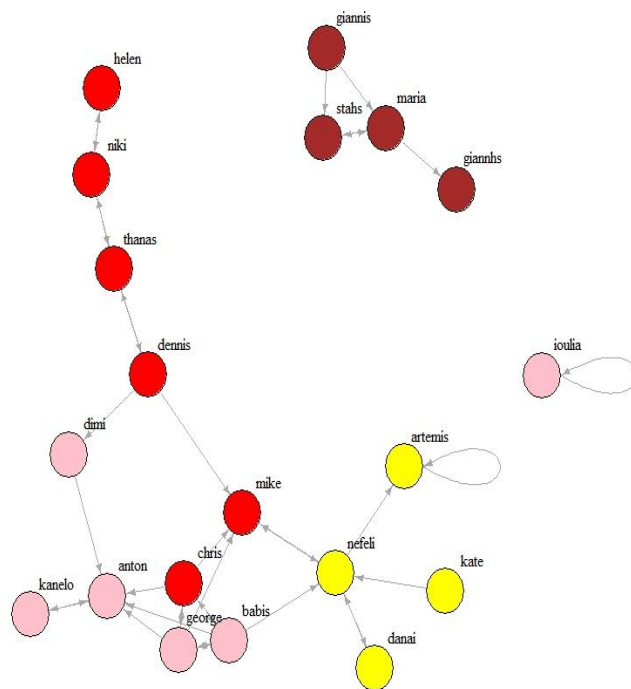 giannis
helen
maria
stahs
niki
giannhs
thanas
dennis
ioulia
dimi
artemis
mike
nefeli
chris
kate
anton
kanelo
george
babis
danai